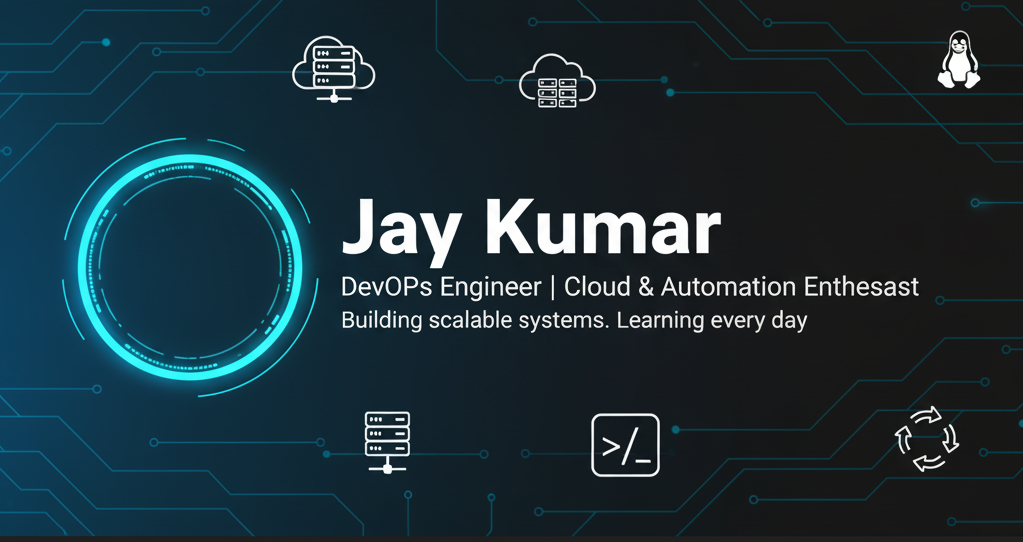 Jay Kumar
DevOPs Engineer | Cloud & Automation Enthesast
Building scalable systems. Learning every day
>/_